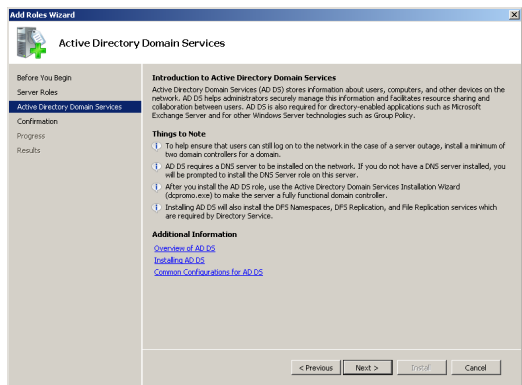 Add Roles Wizard
Active Directory Domain Services
Before You Begin
Server Roles
Active Directory Domain Services
Confirmation
Progress
Results
Introduction to Active Directory Domain Services
Active Directory Domain Services (AD DS) stores information about users, computers, and other devices on the
network. AD DS helps administrators securely manage this information and facilitates resource sharing and
collaboration between users. AD DS is also required for directory-enabled applications such as Microsoft
Exchange Server and for other Windows Server technologies such as Group Policy.
Things to Note
To help ensure that users can still log on to the network in the case of a server outage, install a minimum of
two domain controllers for a domain.
AD DS requires a DNS server to be installed on the network. If you do not have a DNS server installed, you
will be prompted to install the DNS Server role on this server.
After you install the AD DS role, use the Active Directory Domain Services Installation Wizard
(dcpromo.exe) to make the server a fully functional domain controller.
Installing AD DS will also install the DFS Namespaces, DFS Replication, and File Replication services which
are required by Directory Service.
Additional Information
Overview of AD DS
Installing AD DS
Common Configurations for AD DS
< Previous
Next >
Install
Cancel